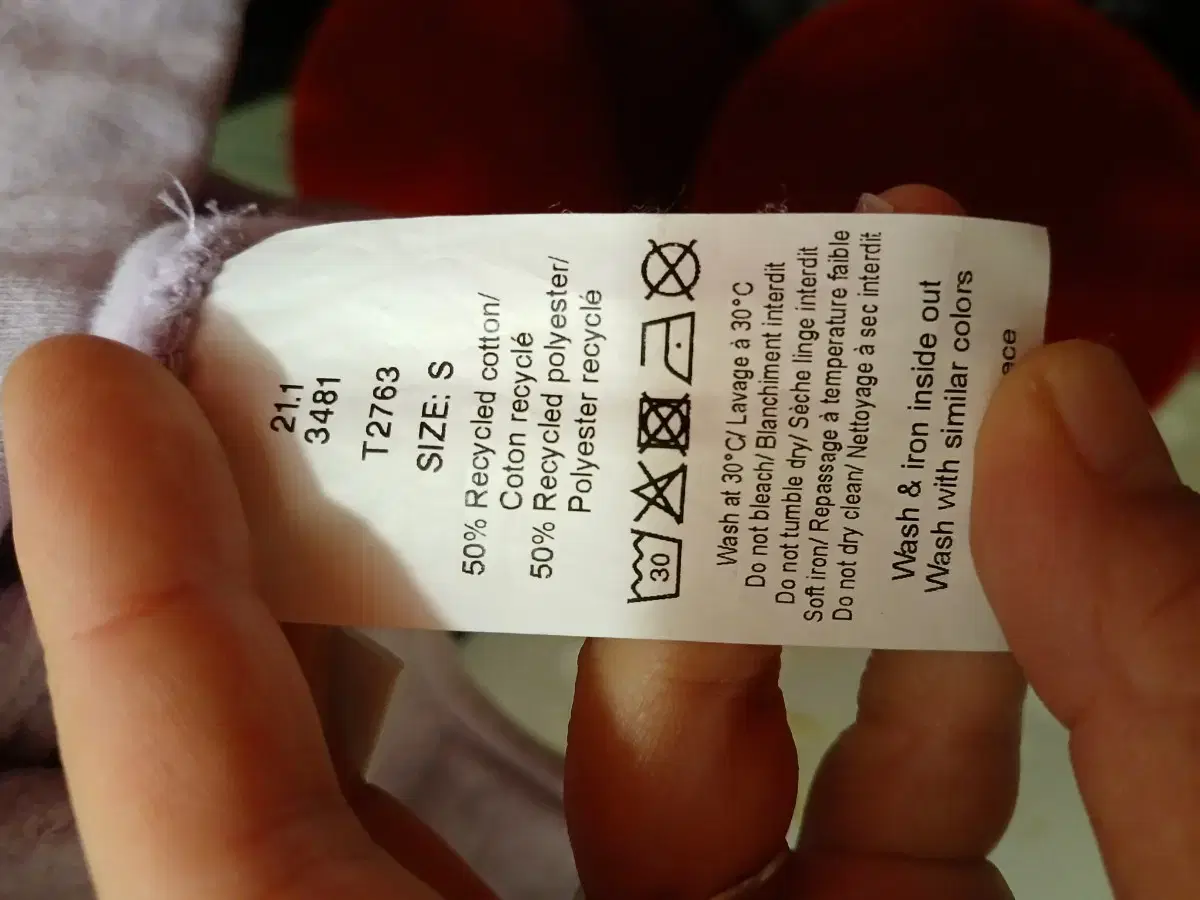 21.1
3481
T2763
SIZE: S
50% Recycled cotton/
Coton recyclé
50% Recycled polyester/
Polyester recyclé
30
Wash at 30°C/ Lavage à 30°C
Do not bleach/ Blanchiment interdit
Do not tumble dry/ Sèche linge interdit
Soft iron/ Repassage à temperature faible
Do not dry clean/ Nettoyage à sec interdit
Wash & iron inside out
Wash with similar colors